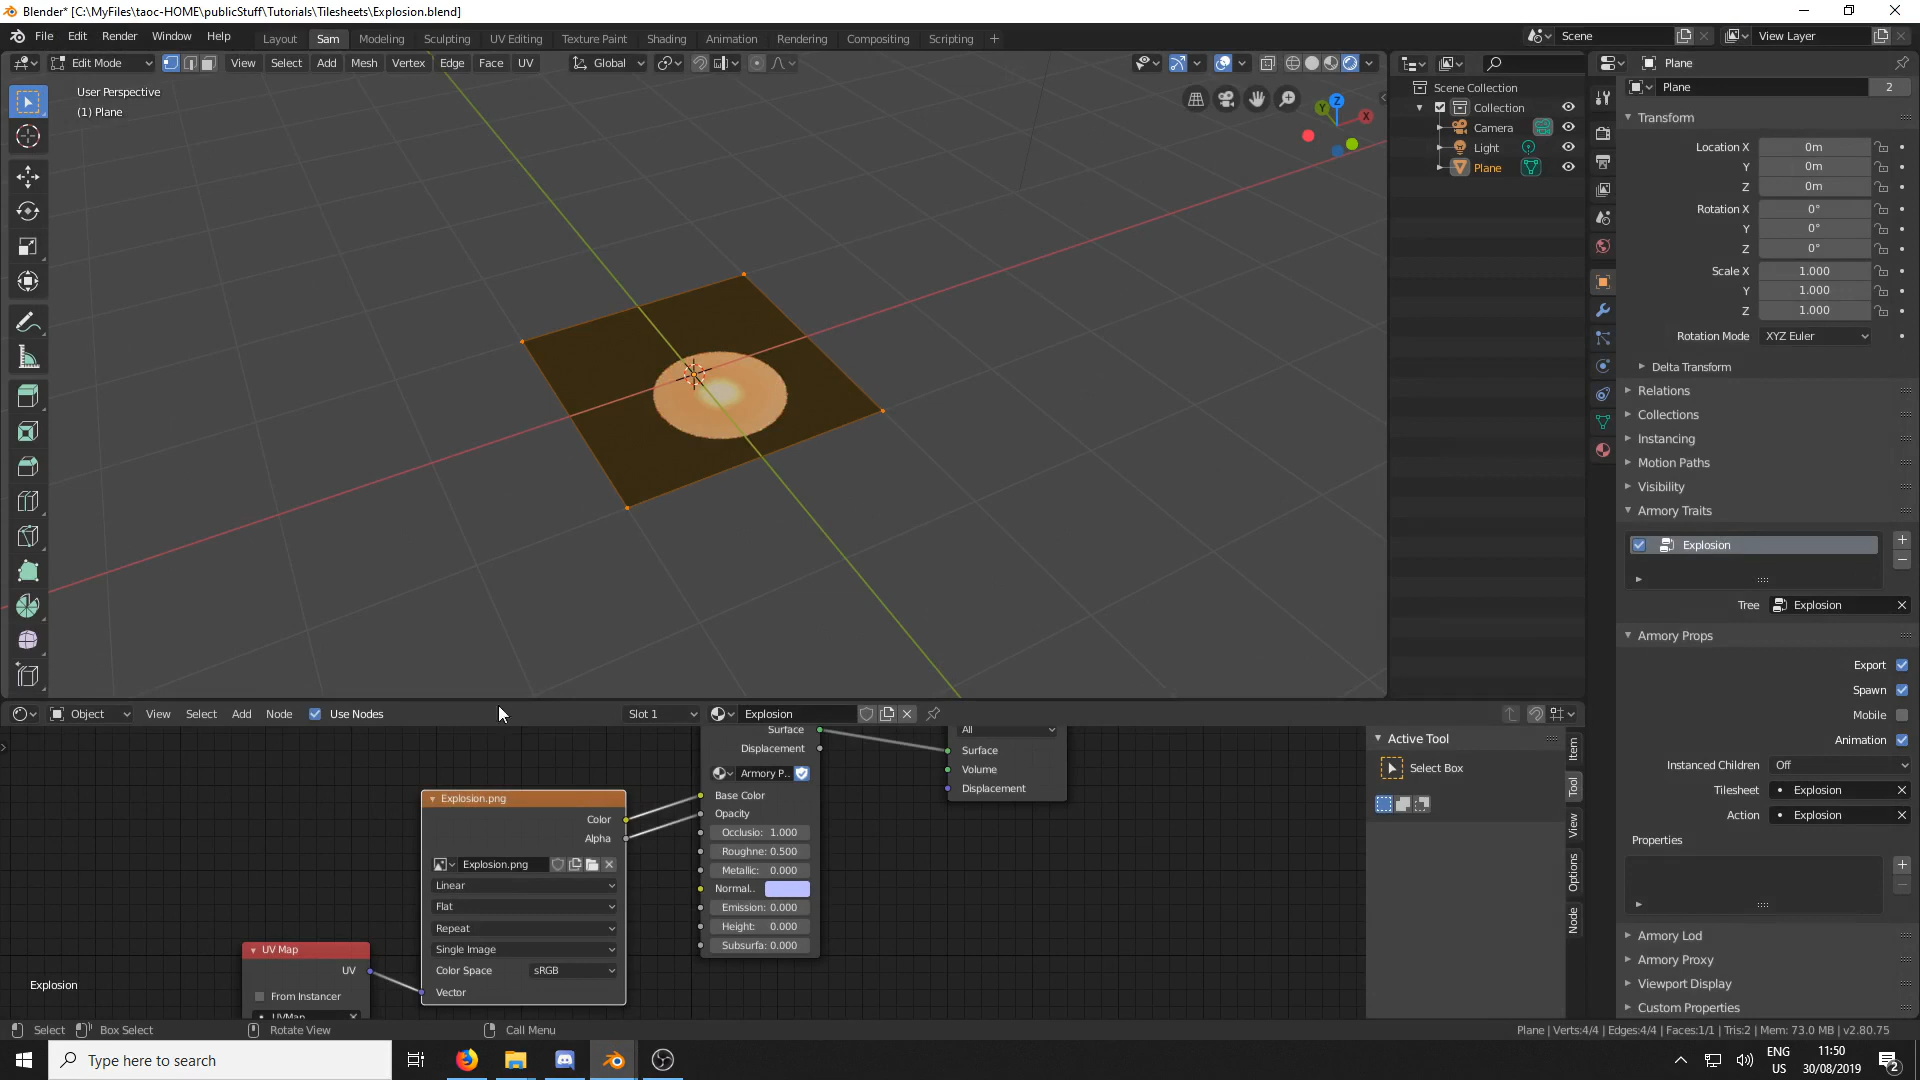 Blender* [C:\MyFiles\taoc-HOME\publicStuff\Tutorials\Tilesheets\Explosion.blend]
File Edit Render Window Help
Layout Sam Modeling Sculpting UV Editing Texture Paint Shading Animation Rendering Compositing Scripting
Scene
View Layer
Edit Mode View Select Add Mesh Vertex Edge Face UV
Global
User Perspective
(1) Plane
Z
Y
X
Scene Collection
Collection
Camera
Light
Plane
Plane
Plane 2
Transform
Location X 0m
Y 0m
Z 0m
Rotation X 0°
Y 0°
Z 0°
Scale X 1.000
Y 1.000
Z 1.000
Rotation Mode XYZ Euler
Delta Transform
Relations
Collections
Instancing
Motion Paths
Visibility
Armory Traits
Explosion
Tree Explosion
Armory Props
Export
Spawn
Mobile
Animation
Instanced Children Off
Tilesheet Explosion
Action Explosion
Properties
Armory Lod
Armory Proxy
Viewport Display
Custom Properties
Object View Select Add Node Use Nodes
Slot 1
Explosion
Explosion.png
Color
Alpha
Explosion.png
Linear
Flat
Repeat
Single Image
Color Space sRGB
Vector
UV Map
UV
From Instancer
UVMap
Surface
Displacement
Armory P..
Base Color
Opacity
Occlusio: 1.000
Roughne: 0.500
Metallic: 0.000
Normal..
Emission: 0.000
Height: 0.000
Subsurfa: 0.000
All
Surface
Volume
Displacement
Active Tool
Select Box
Item
Tool
View
Options
Node
Explosion
Select Box Select Rotate View Call Menu
Plane | Verts:4/4 | Edges:4/4 | Faces:1/1 | Tris:2 | Mem: 73.0 MB | v2.80.75
Type here to search
ENG
US
11:50
30/08/2019
2